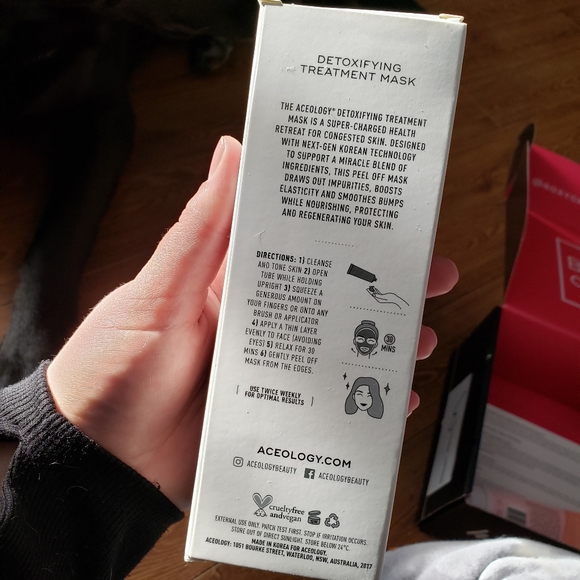 DETOXIFYING
TREATMENT MASK
THE ACEOLOGY® DETOXIFYING TREATMENT
MASK IS A SUPER-CHARGED HEALTH
RETREAT FOR CONGESTED SKIN. DESIGNED
WITH NEXT-GEN KOREAN TECHNOLOGY
TO SUPPORT A MIRACLE BLEND OF
INGREDIENTS, THIS PEEL OFF MASK
DRAWS OUT IMPURITIES, BOOSTS
ELASTICITY AND SMOOTHES BUMPS
WHILE NOURISHING, PROTECTING
AND REGENERATING YOUR SKIN.
DIRECTIONS: 1) CLEANSE
AND TONE SKIN 2) OPEN
TUBE WHILE HOLDING
UPRIGHT 3) SQUEEZE A
GENEROUS AMOUNT ON
YOUR FINGERS OR ONTO ANY
BRUSH OR APPLICATOR
4) APPLY A THIN LAYER
EVENLY TO FACE (AVOIDING
EYES) 5) RELAX FOR 30
MINS 6) GENTLY PEEL OFF
MASK FROM THE EDGES.
30
MINS
USE TWICE WEEKLY
FOR OPTIMAL RESULTS
ACEOLOGY.COM
ACEOLOGYBEAUTY
ACEOLOGYBEAUTY
crueltyfree
andvegan
EXTERNAL USE ONLY. PATCH TEST FIRST. STOP IF IRRITATION OCCURS.
STORE OUT OF DIRECT SUNLIGHT. STORE BELOW 24°C.
MADE IN KOREA FOR ACEOLOGY.
ACEOLOGY: 1051 BOURKE STREET, WATERLOO, NSW, AUSTRALIA, 2017